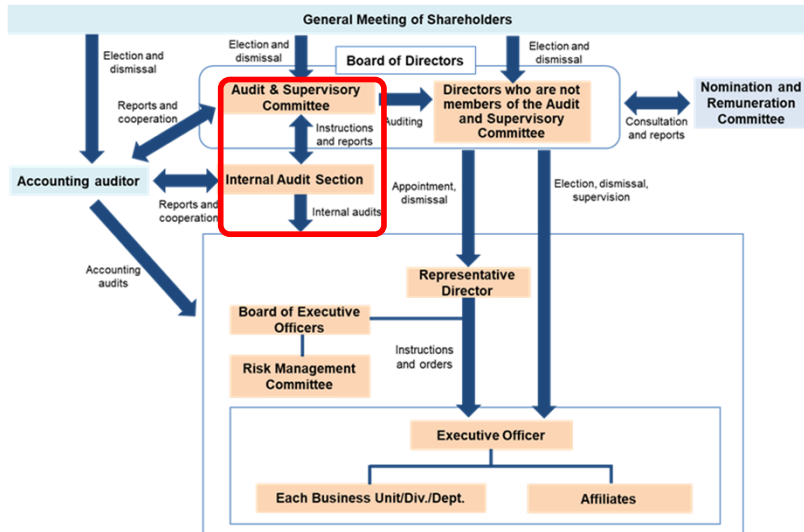 General Meeting of Shareholders
Election and
dismissal
Election and
dismissal
Board of Directors
Election and
dismissal
Audit & Supervisory
Committee
Directors who are not
members of the Audit
and Supervisory
Committee
Nomination and
Remuneration
Committee
Reports and
cooperation
Auditing
Consultation
and reports
Instructions
and reports
Accounting auditor
Internal Audit Section
Reports and
cooperation
Internal audits
Appointment,
dismissal
Election, dismissal,
supervision
Accounting
audits
Representative
Director
Board of Executive
Officers
Instructions
and orders
Risk Management
Committee
Executive Officer
Each Business Unit/Div./Dept.
Affiliates